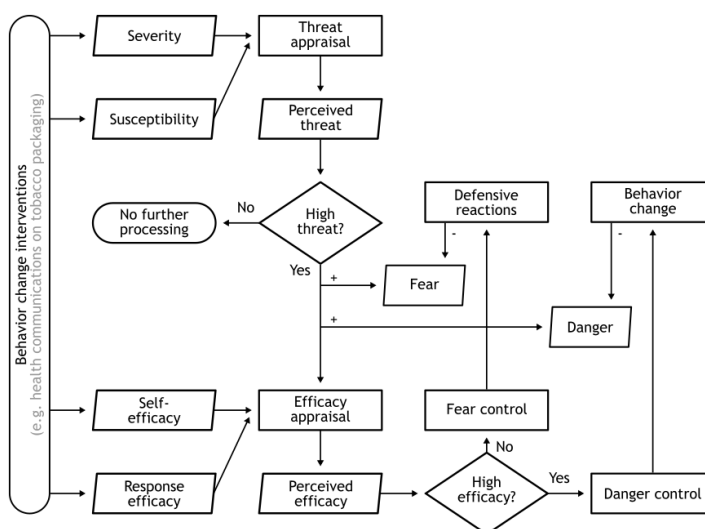 Behavior change interventions
(e.g. health communications on tobacco packaging)
Severity
Threat
appraisal
Susceptibility
Perceived
threat
No further
processing
No
High
threat?
Yes
Defensive
reactions
Behavior
change
-
-
+
Fear
+
Danger
Self-
efficacy
Efficacy
appraisal
Fear control
No
Response
efficacy
Perceived
efficacy
High
efficacy?
Yes
Danger control